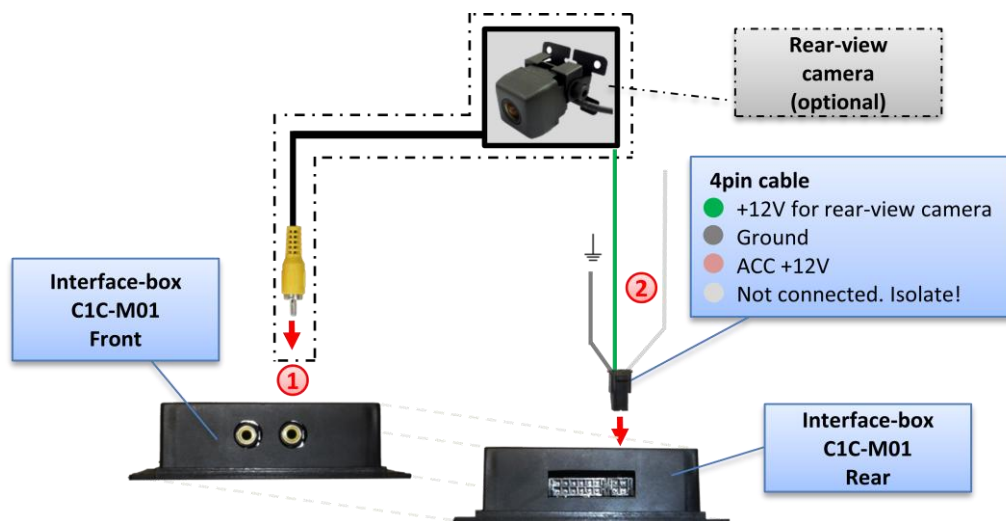 Rear-view
camera
(optional)
4pin cable
+12V for rear-view camera
Ground
ACC +12V
Not connected. Isolate!
2
Interface-box
C1C-M01
Front
1
Interface-box
C1C-M01
Rear